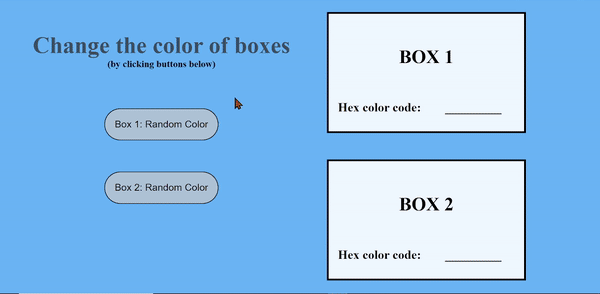 Change the color of boxes
(by clicking buttons below)
Box 1: Random Color
Box 2: Random Color
BOX 1
Hex color code: ________
BOX 2
Hex color code: ________